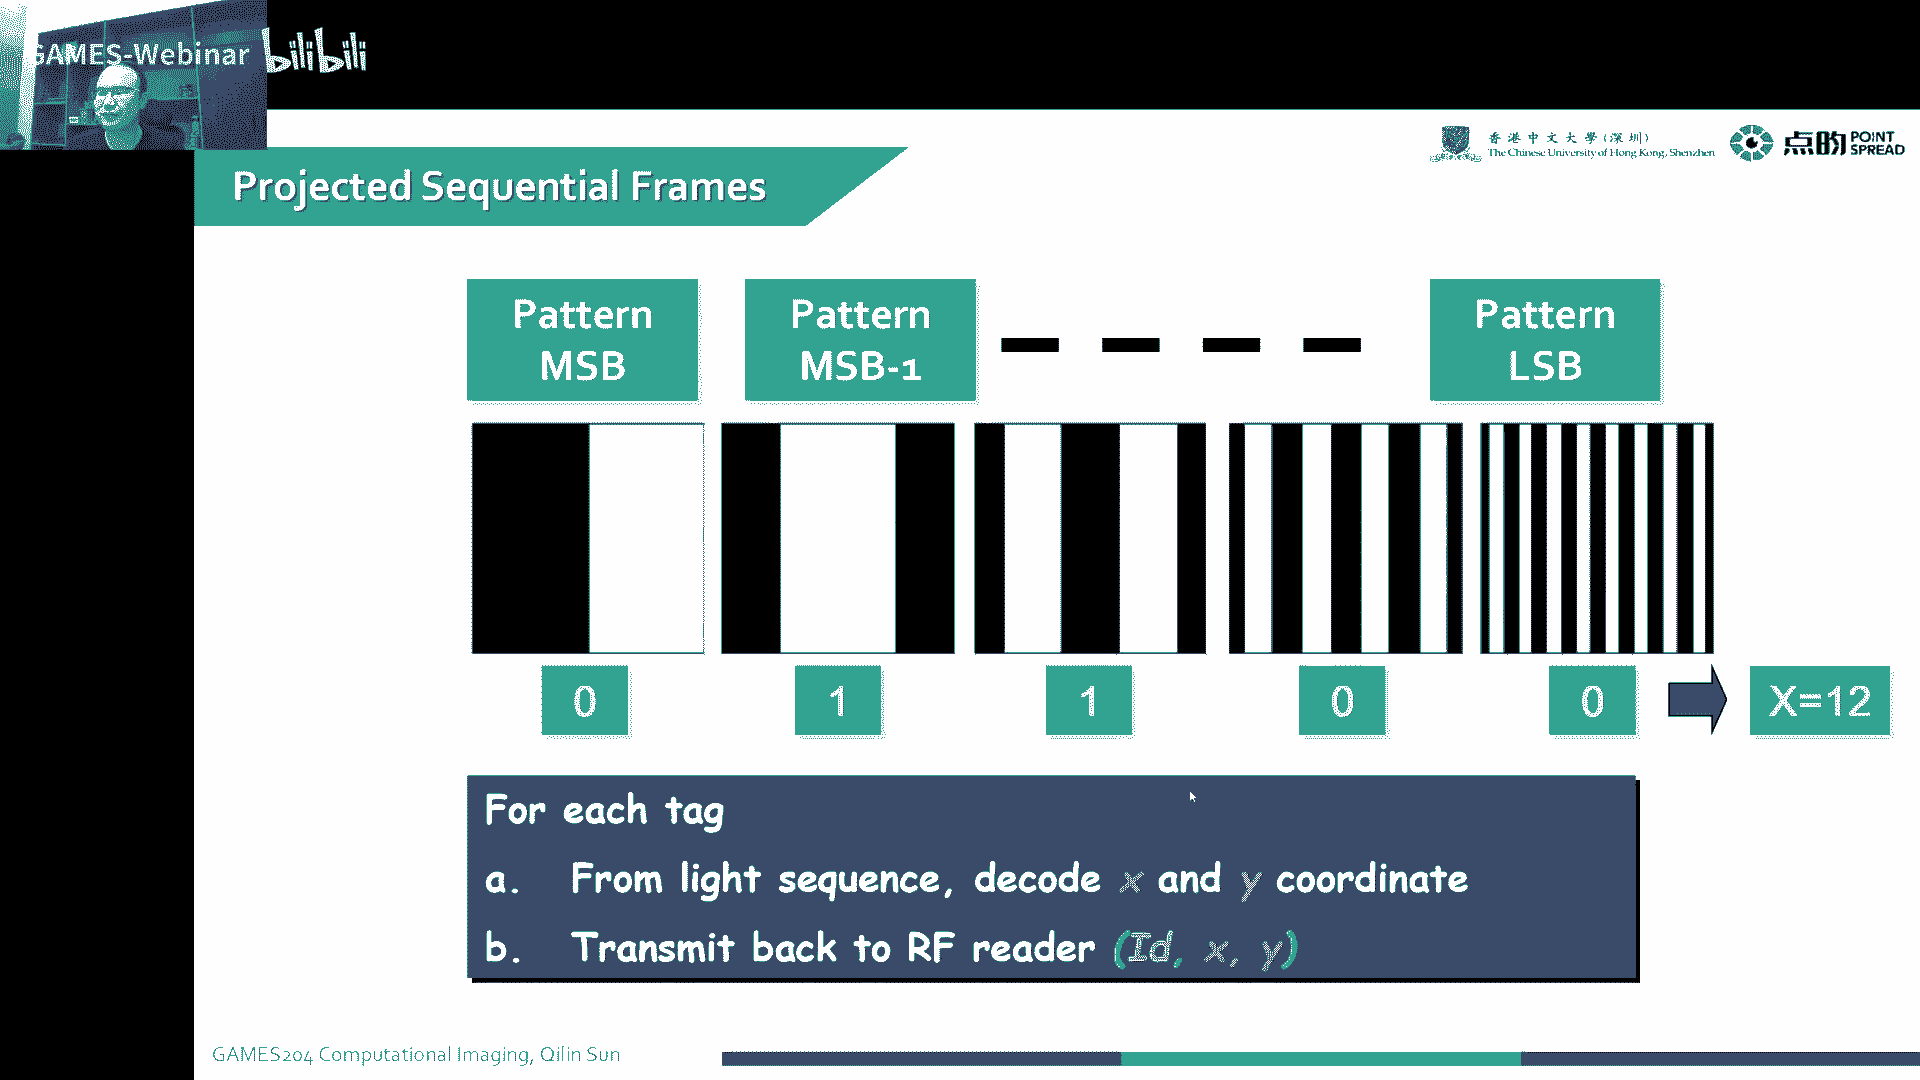 GAMES-Webinar bilibili
香港中文大學(深圳)
The Chinese University of Hong Kong, Shenzhen
点昀 POINT SPREAD
Projected Sequential Frames
Pattern MSB
Pattern MSB-1
Pattern LSB
0 1 1 0 0 X=12
For each tag
a. From light sequence, decode x and y coordinate
b. Transmit back to RF reader (Id, x, y)
GAMES204 Computational Imaging, Qilin Sun